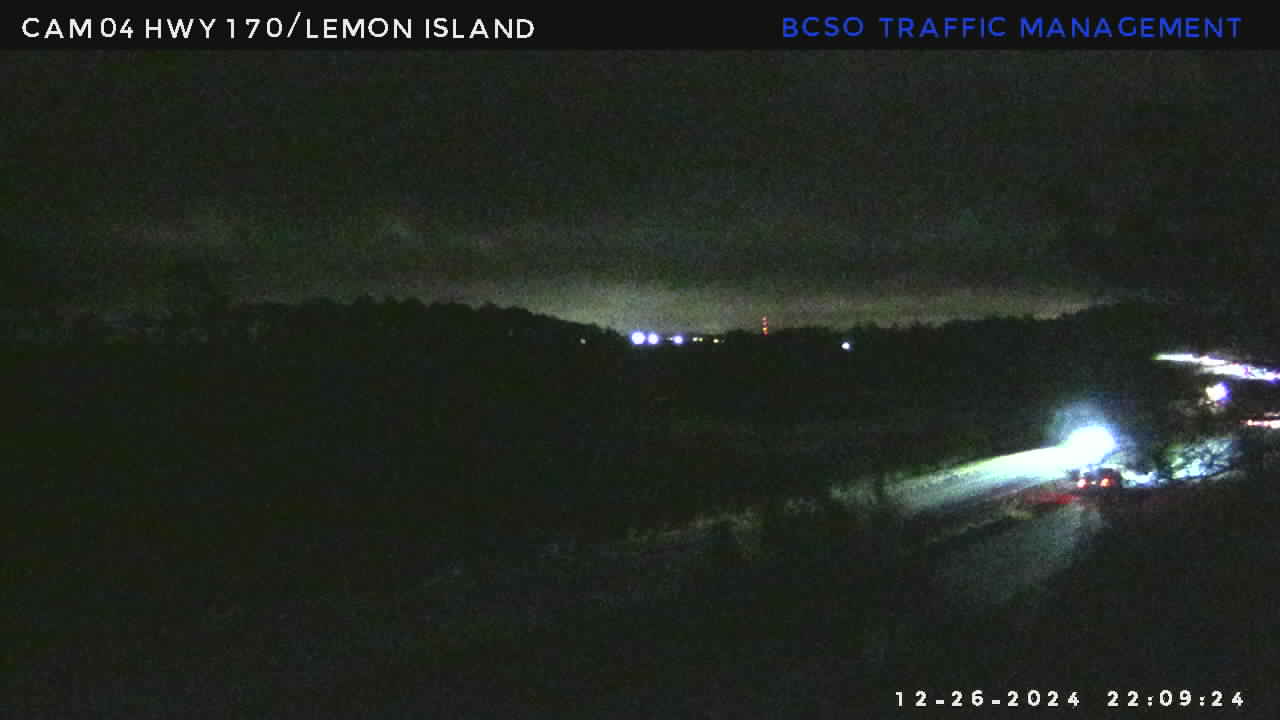 CAM04 HWY 170/LEMON ISLAND
BCSO TRAFFIC MANAGEMENT
12-26-2024 22:09:24